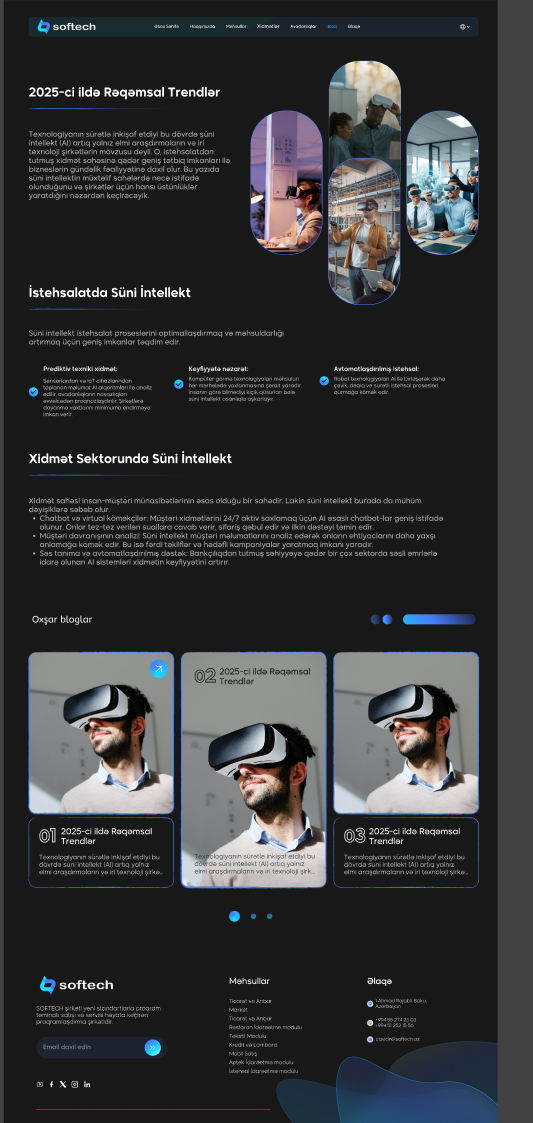 softech
Əsas Səhifə Haqqımızda Məhsullar Xidmətlər Avadanlıqlar Bloq Əlaqə
2025-ci ildə Rəqəmsal Trendlər
Texnologiyanın sürətlə inkişaf etdiyi bu dövrdə süni
intellekt (AI) artıq yalnız elmi araşdırmaların və iri
texnoloji şirkətlərin mövzusu deyil. O, istehsalatdan
tutmuş xidmət sahəsinə qədər geniş tətbiq imkanları ilə
bizneslərin gündəlik fəaliyyətinə daxil olur. Bu yazıda
süni intellektin müxtəlif sahələrdə necə istifadə
olunduğunu və şirkətlər üçün hansı üstünlüklər
yaratdığını nəzərdən keçirəcəyik.
İstehsalatda Süni İntellekt
Süni intellekt istehsalat proseslərini optimallaşdırmaq və məhsuldarlığı
artırmaq üçün geniş imkanlar təqdim edir.
Prediktiv texniki xidmət:
Sensorlardan və IoT cihazlarından
toplanan məlumat AI alqoritmləri ilə analiz
edilir, avadanlıqların nasazlıqları
əvvəlcədən proqnozlaşdırılır. Şirkətlərə
dayanma vaxtlarını minimuma endirməyə
imkan verir.
Keyfiyyətə nəzarət:
Kompüter görmə texnologiyaları məhsulun
hər mərhələdə yoxlanmasına şərait yaradır.
İnsanın görə bilmədiyi kiçik qüsurları belə
süni intellekt asanlıqla aşkarlayır.
Avtomatlaşdırılmış istehsal:
Robot texnologiyaları AI ilə birləşərək daha
çevik, dəqiq və sürətli istehsal prosesləri
qurmağa kömək edir.
Xidmət Sektorunda Süni İntellekt
Xidmət sahəsi insan-müştəri münasibətlərinin əsas olduğu bir sahədir. Lakin süni intellekt burada da mühüm
dəyişiklərə səbəb olur.
• Chatbot və virtual köməkçilər: Müştəri xidmətlərini 24/7 aktiv saxlamaq üçün AI əsaslı chatbot-lar geniş istifadə
olunur. Onlar tez-tez verilən suallara cavab verir, sifariş qəbul edir və ilkin dəstəyi təmin edir.
• Müştəri davranışının analizi: Süni intellekt müştəri məlumatlarını analiz edərək onların ehtiyaclarını daha yaxşı
anlamağa kömək edir. Bu isə fərdi təkliflər və hədəfli kampaniyalar yaratmaq imkanı yaradır.
• Səs tanıma və avtomatlaşdırılmış dəstək: Bankçılıqdan tutmuş səhiyyəyə qədər bir çox sektorda səsli əmrlərlə
idarə olunan AI sistemləri xidmətin keyfiyyətini artırır.
Oxşar bloglar
02 2025-ci ildə Rəqəmsal
Trendlər
Texnologiyanın sürətlə inkişaf etdiyi bu
dövrdə süni intellekt (AI) artıq yalnız
elmi araşdırmaların və iri texnoloji şirk..
01 2025-ci ildə Rəqəmsal
Trendlər
Texnologiyanın sürətlə inkişaf etdiyi bu
dövrdə süni intellekt (AI) artıq yalnız
elmi araşdırmaların və iri texnoloji şirkə..
03 2025-ci ildə Rəqəmsal
Trendlər
Texnologiyanın sürətlə inkişaf etdiyi bu
dövrdə süni intellekt (AI) artıq yalnız
elmi araşdırmaların və iri texnoloji şirkə..
softech
SOFTECH şirkəti yeni standartlarla proqram
təminatı satışı və servisi həyata keçirən
proqramlaşdırma şirkətidir.
Email daxil edin
Məhsullar
Ticarət və Anbar
Market
Ticarət və Anbar
Restoran İdarəetmə modulu
Tekstil Modulu
Kredit və Lombard
Mobil Satış
Aptek İdarəetmə modulu
İstehsal İdarəetmə modulu
Əlaqə
Bakı,
Azərbaycan
+994 55 274 23 03